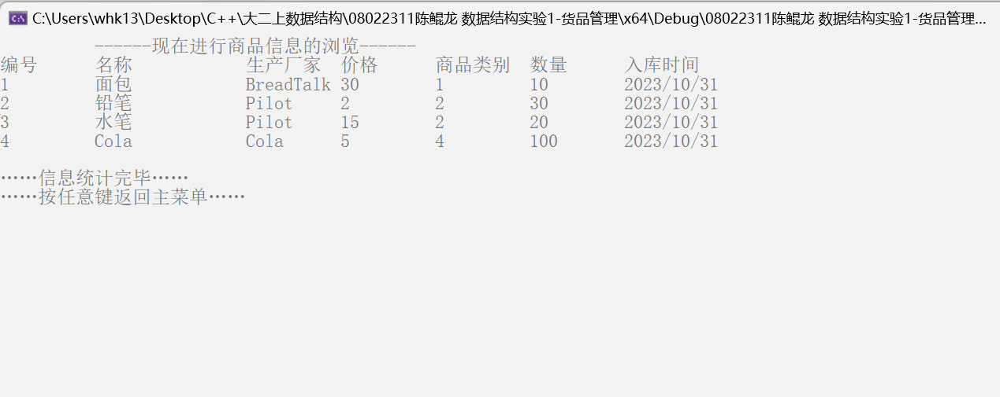 C:\Users\whk13\Desktop\C++\大二上数据结构\08022311陈鲲龙 数据结构实验1-货品管理\x64\Debug\08022311陈鲲龙 数据结构实验1-货品管理...
------现在进行商品信息的浏览------
编号 名称 生产厂家 价格 商品类别 数量 入库时间
1 面包 BreadTalk 30 1 10 2023/10/31
2 铅笔 Pilot 2 2 30 2023/10/31
3 水笔 Pilot 15 2 20 2023/10/31
4 Cola Cola 5 4 100 2023/10/31
……信息统计完毕……
……按任意键返回主菜单……